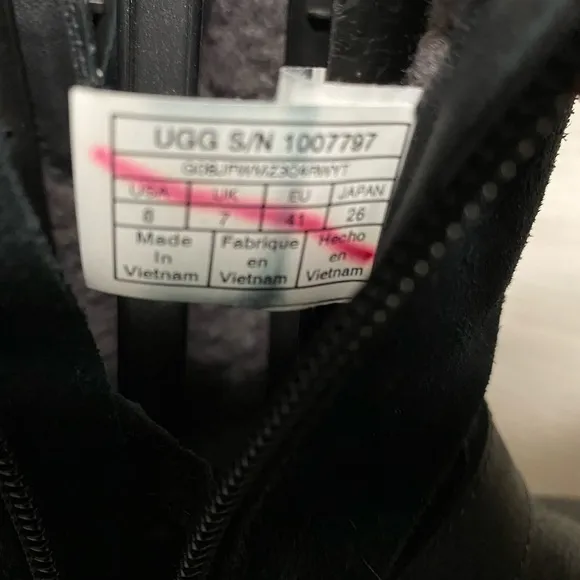 UGG S/N 1007797
USA UK EU JAPAN
8 7 41 26
Made Fabrique Hecho
In en en
Vietnam Vietnam Vietnam